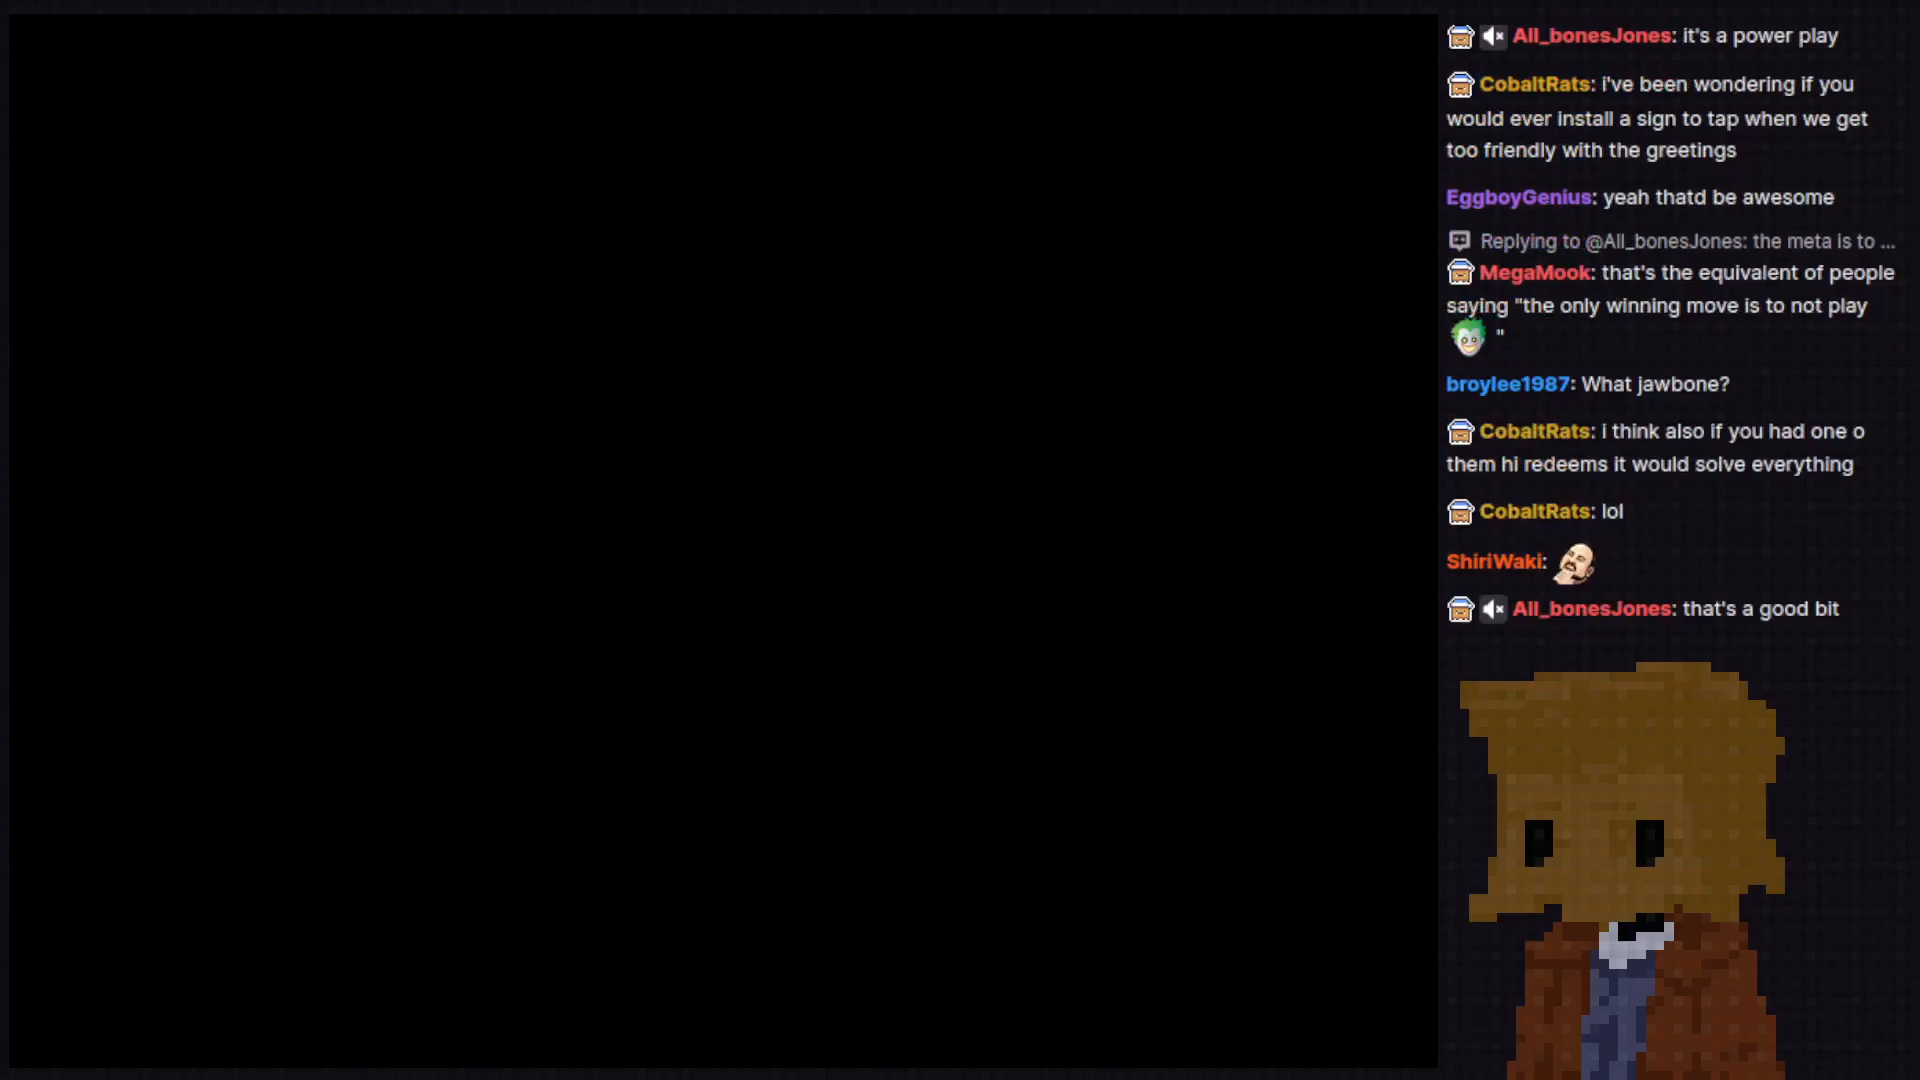 All_bonesJones: it's a power play
CobaltRats: i've been wondering if you
would ever install a sign to tap when we get
too friendly with the greetings
EggboyGenius: yeah thatd be awesome
Replying to @All_bonesJones: the meta is to ...
MegaMook: that's the equivalent of people
saying "the only winning move is to not play
"
broylee1987: What jawbone?
CobaltRats: i think also if you had one o
them hi redeems it would solve everything
CobaltRats: lol
ShiriWaki:
All_bonesJones: that's a good bit